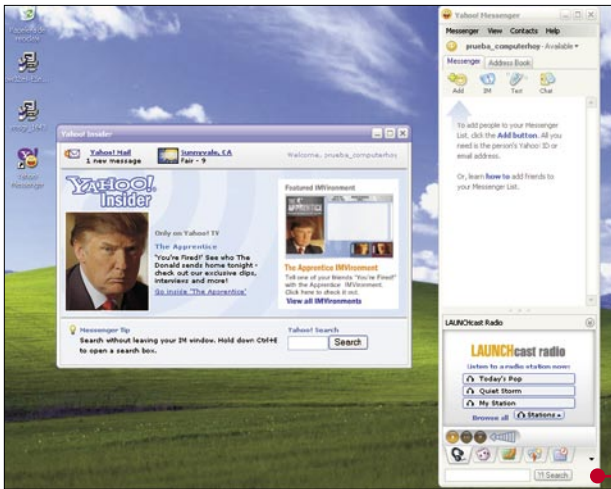 Papelera de
reciclaje
Yahoo!
Messenger
Yahoo! Insider
Yahoo! Mail
1 new message
Sunnyvale, CA
Fair - 9
Welcome, prueba_computerhoy
YAHOO!
Insider
Only on Yahoo! TV
The Apprentice
"You're Fired!" See who The
Donald sends home tonight -
check out our exclusive clips,
interviews and more!
Go inside 'The Apprentice'
Featured IMVironment
The Apprentice IMVironment
Tell one of your friends "You're Fired!"
with the Apprentice IMVironment.
Click here to check it out.
View all IMVironments
Messenger Tip
Search without leaving your IM window. Hold down Ctrl+E
to open a search box.
Yahoo! Search
Search
Yahoo! Messenger
Messenger View Contacts Help
prueba_computerhoy - Available
Messenger Address Book
Add IM Text Chat
To add people to your Messenger
List, click the Add button. All you
need is the person's Yahoo! ID or
email address.
Or, learn how to add friends to
your Messenger List.
LAUNCHcast Radio
LAUNCHcast radio
Listen to a radio station now:
Today's Pop
Quiet Storm
My Station
Browse all Stations
Y! Search